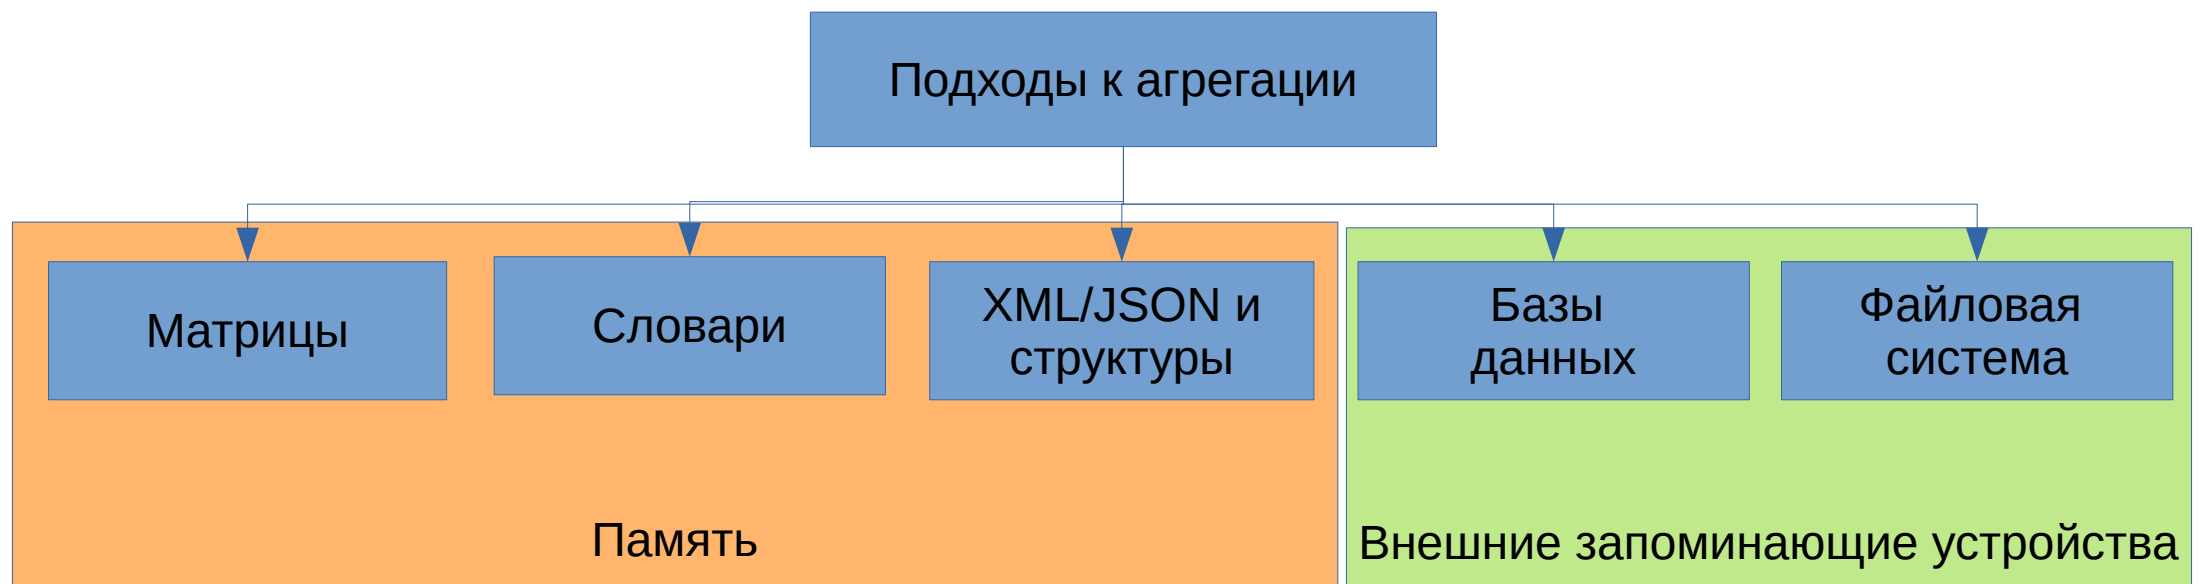 Подходы к агрегации
Матрицы
Словари
XML/JSON и
структуры
Базы
данных
Файловая
система
Память
Внешние запоминающие устройства